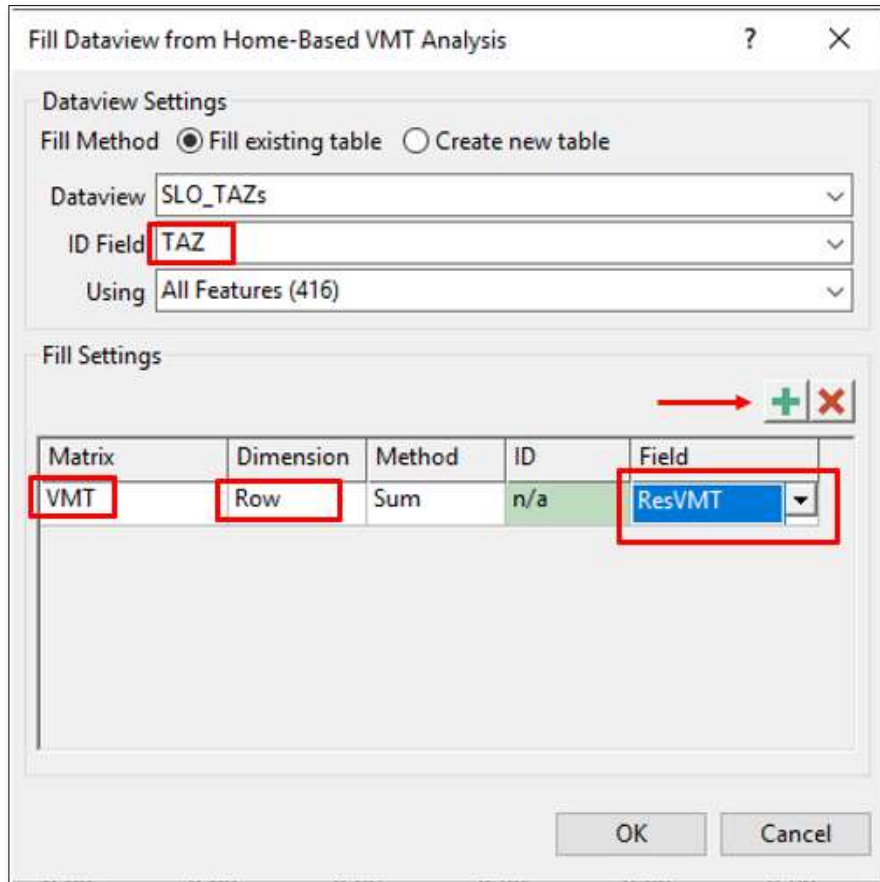 Fill Dataview from Home-Based VMT Analysis ?
Dataview Settings
Fill Method Fill existing table Create new table
Dataview SLO_TAZs
ID Field TAZ
Using All Features (416)
Fill Settings
Matrix Dimension Method ID Field
VMT Row Sum n/a ResVMT
OK Cancel